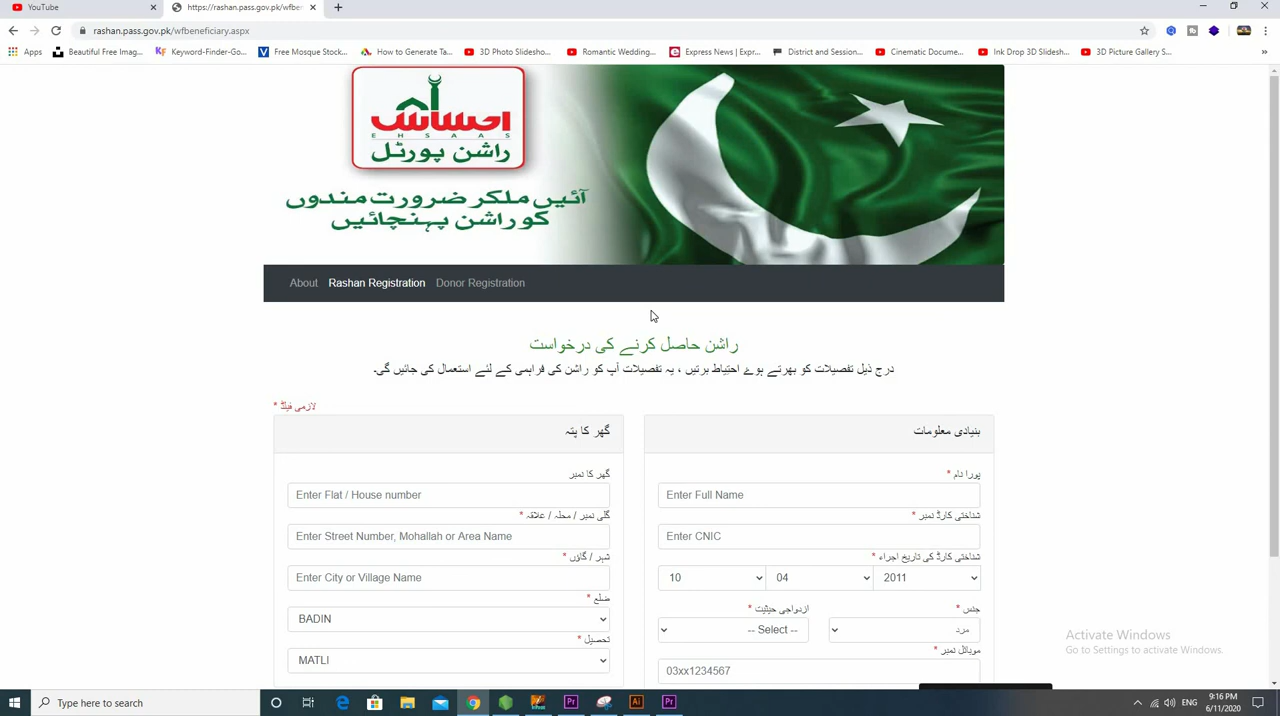 YouTube
https://rashan.pass.gov.pk/wfbe
rashan.pass.gov.pk/wfbeneficiary.aspx
Apps
Beautiful Free Imag...
Keyword-Finder-Go...
Free Mosque Stock...
How to Generate Ta...
3D Photo Slidesho...
Romantic Wedding...
Express News | Expr...
District and Session...
Cinematic Docume...
Ink Drop 3D Slidesh...
3D Picture Gallery S...
احساس
EHSAAS
راشن پورٹل
آئیں ملکر ضرورت مندوں
کو راشن پہنچائیں
About Rashan Registration Donor Registration
راشن حاصل کرنے کی درخواست
درج ذیل تفصیلات کو بھرتے ہوۓ احتیاط برتیں ، یہ تفصیلات آپ کو راشن کی فراہمی کے لئے استعمال کی جائیں گی۔
لازمی فیلڈ *
بنیادی معلومات
پورا نام *
Enter Full Name
شناختی کارڈ نمبر *
Enter CNIC
شناختی کارڈ کی تاریخ اجراء *
10 04 2011
جنس *
مرد
ازدواجی حیثیت *
-- Select --
موبائل نمبر *
03xx1234567
گھر کا پتہ
گھر کا نمبر
Enter Flat / House number
گلی نمبر / محلہ / علاقہ *
Enter Street Number, Mohallah or Area Name
شہر / گاؤں *
Enter City or Village Name
ضلع *
BADIN
تحصیل *
MATLI
Activate Windows
Go to Settings to activate Windows.
Type here to search
ENG
9:16 PM
6/11/2020